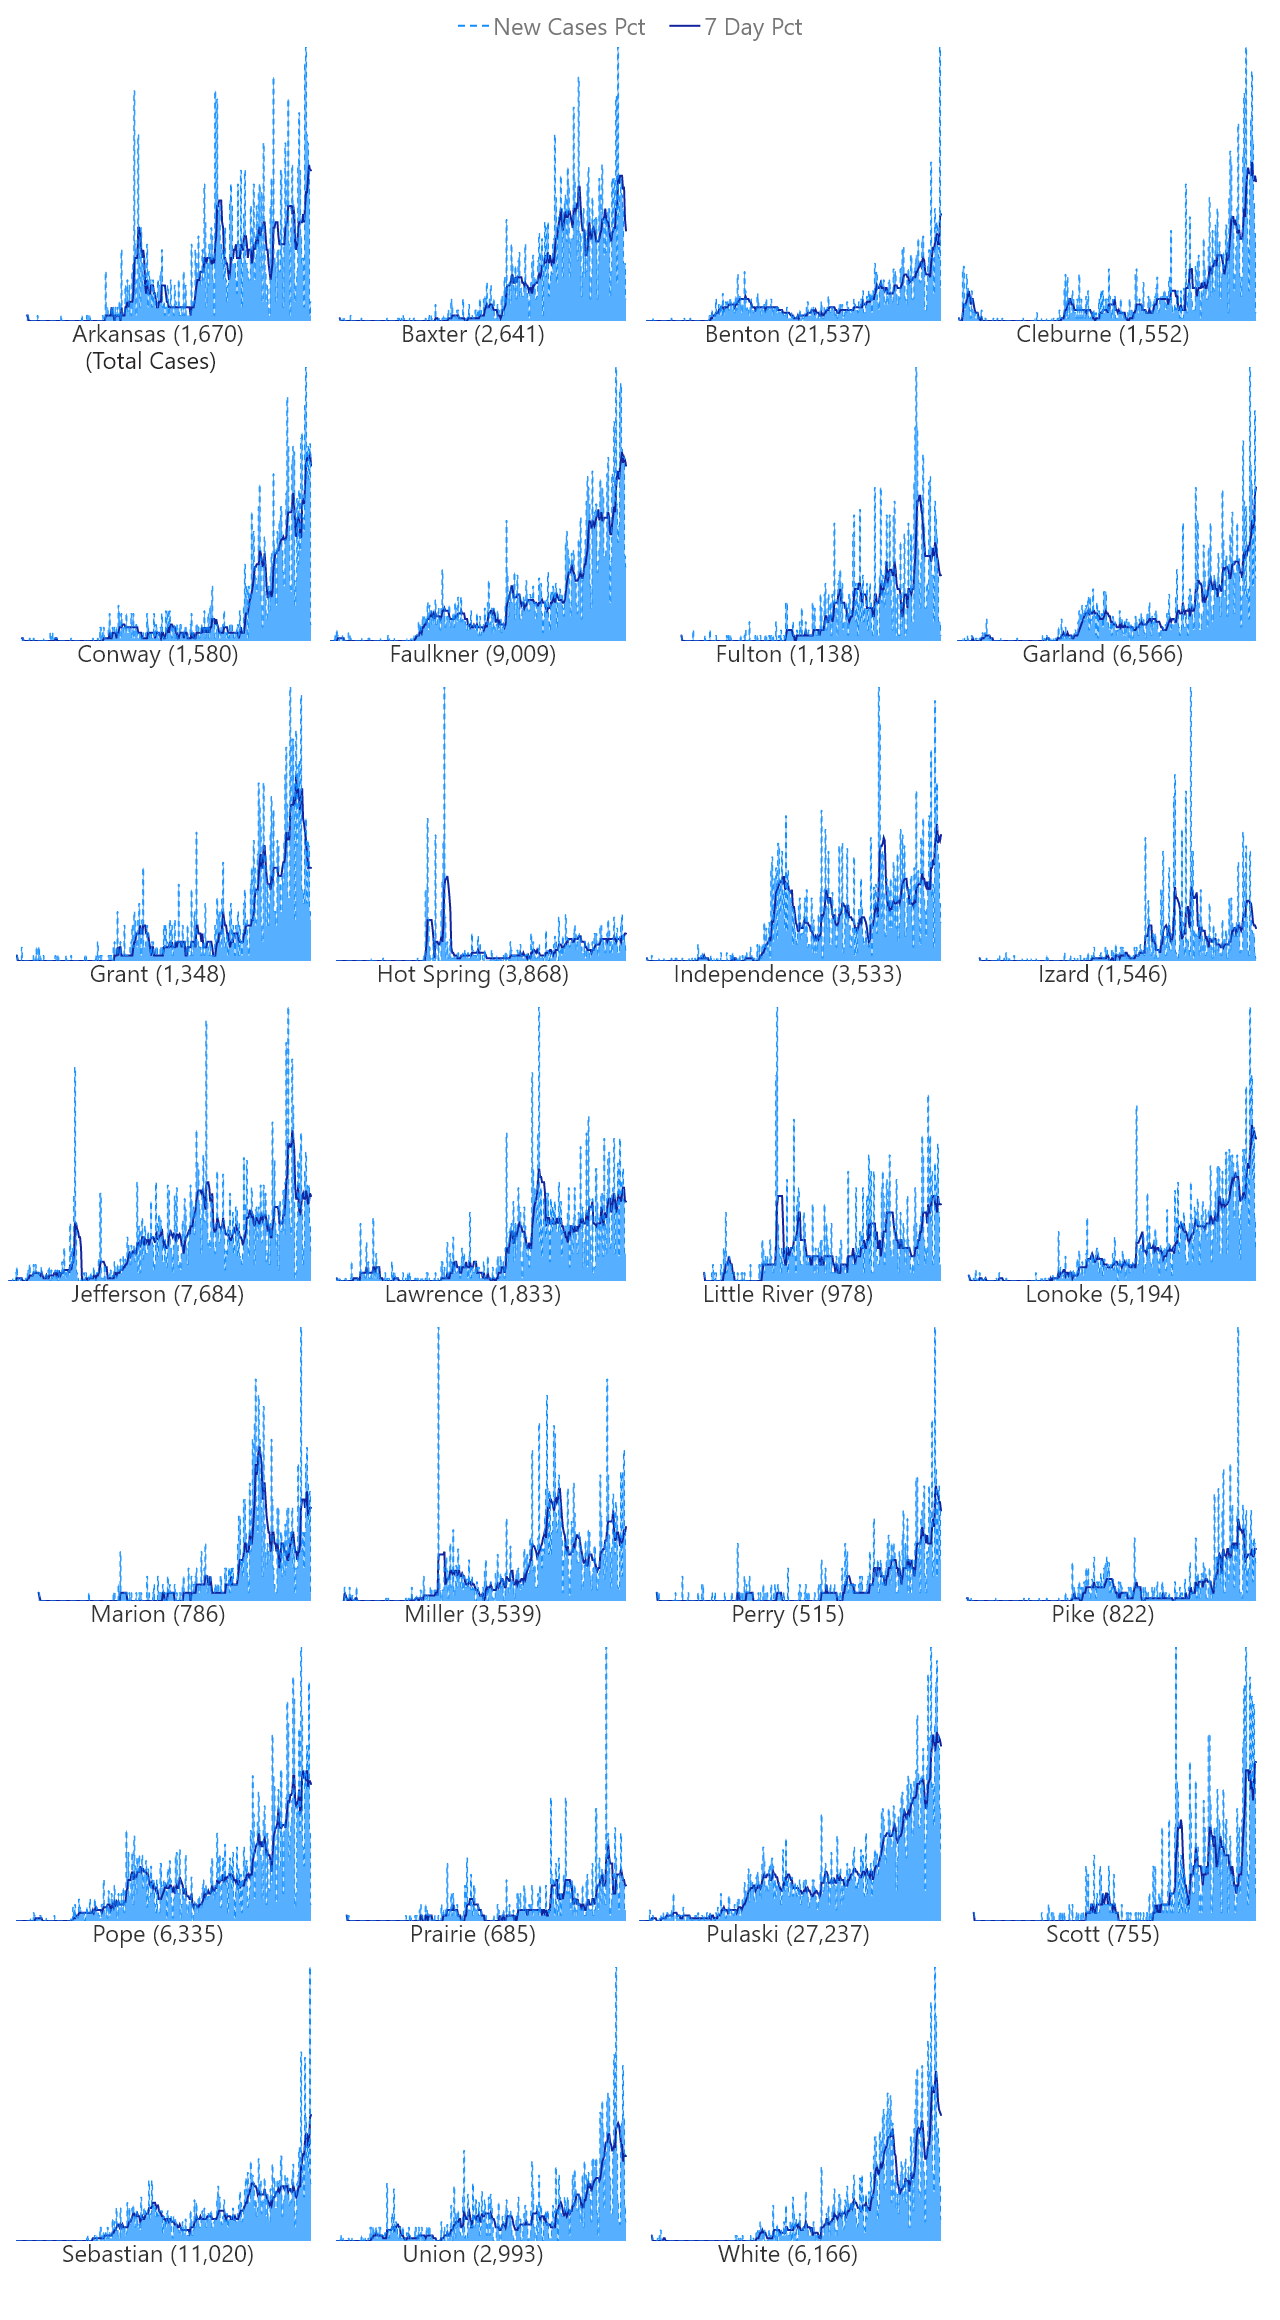 New Cases Pct 7 Day Pct
Arkansas (1,670)
(Total Cases)
Baxter (2,641)
Benton (21,537)
Cleburne (1,552)
Conway (1,580)
Faulkner (9,009)
Fulton (1,138)
Garland (6,566)
Grant (1,348)
Hot Spring (3,868)
Independence (3,533)
Izard (1,546)
Jefferson (7,684)
Lawrence (1,833)
Little River (978)
Lonoke (5,194)
Marion (786)
Miller (3,539)
Perry (515)
Pike (822)
Pope (6,335)
Prairie (685)
Pulaski (27,237)
Scott (755)
Sebastian (11,020)
Union (2,993)
White (6,166)